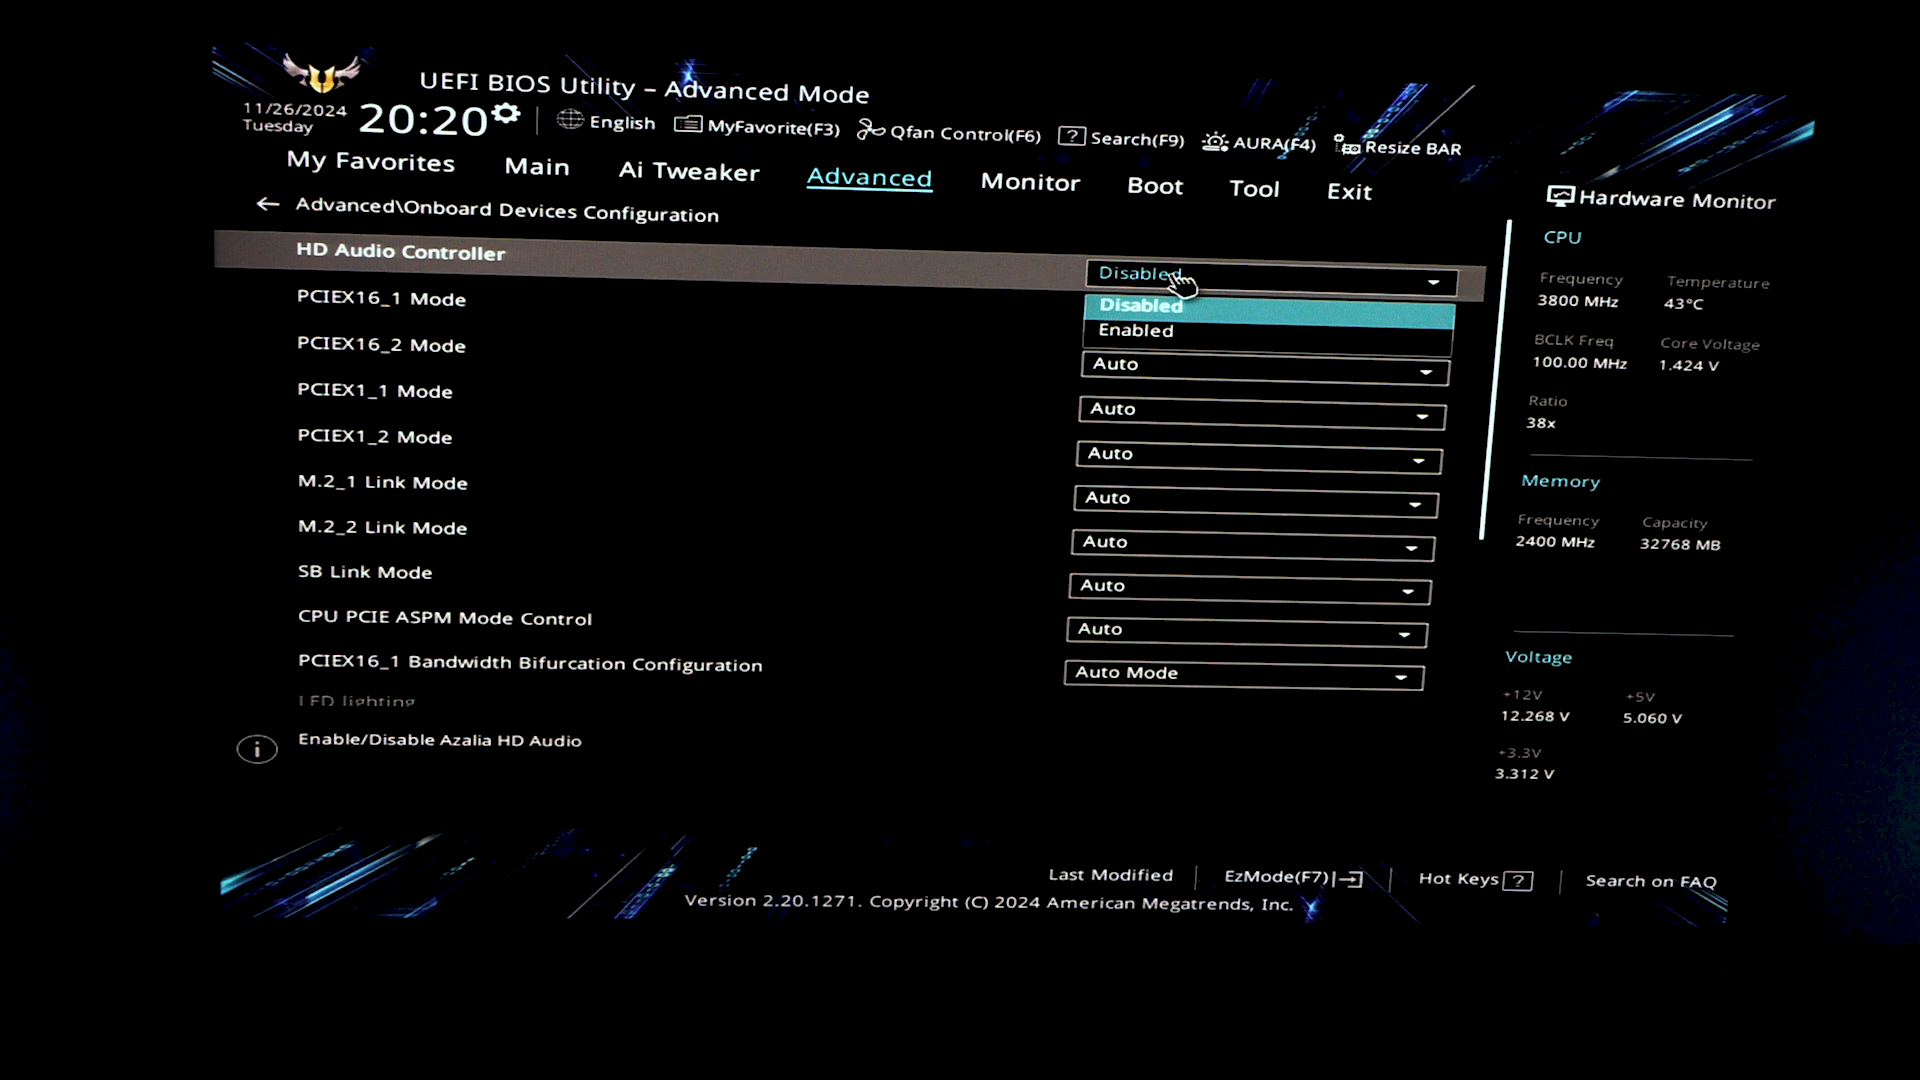 UEFI BIOS Utility – Advanced Mode
11/26/2024
Tuesday
20:20
English
MyFavorite(F3)
Qfan Control(F6)
? Search(F9)
AURA(F4)
Resize BAR
My Favorites
Main
Ai Tweaker
Advanced
Monitor
Boot
Tool
Exit
Advanced\Onboard Devices Configuration
HD Audio Controller
Disabled
Disabled
Enabled
PCIEX16_1 Mode
PCIEX16_2 Mode
Auto
PCIEX1_1 Mode
Auto
PCIEX1_2 Mode
Auto
M.2_1 Link Mode
Auto
M.2_2 Link Mode
Auto
SB Link Mode
Auto
CPU PCIE ASPM Mode Control
Auto
PCIEX16_1 Bandwidth Bifurcation Configuration
Auto Mode
LED lighting
i
Enable/Disable Azalia HD Audio
Hardware Monitor
CPU
Frequency Temperature
3800 MHz 43°C
BCLK Freq Core Voltage
100.00 MHz 1.424 V
Ratio
38x
Memory
Frequency Capacity
2400 MHz 32768 MB
Voltage
+12V +5V
12.268 V 5.060 V
+3.3V
3.312 V
Last Modified
EzMode(F7)
Hot Keys ?
Search on FAQ
Version 2.20.1271. Copyright (C) 2024 American Megatrends, Inc.